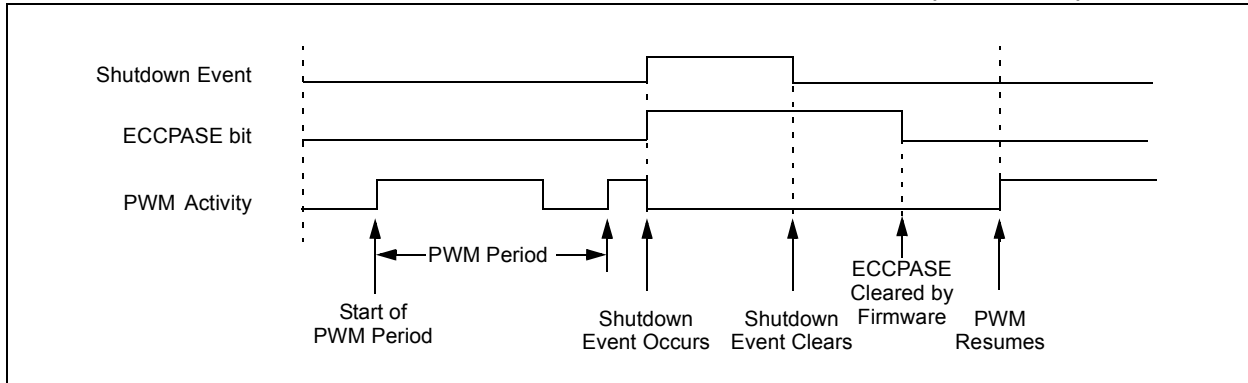 Shutdown Event
ECCPASE bit
PWM Activity
PWM Period
Start of
PWM Period
Shutdown
Event Occurs
Shutdown
Event Clears
ECCPASE
Cleared by
Firmware
PWM
Resumes